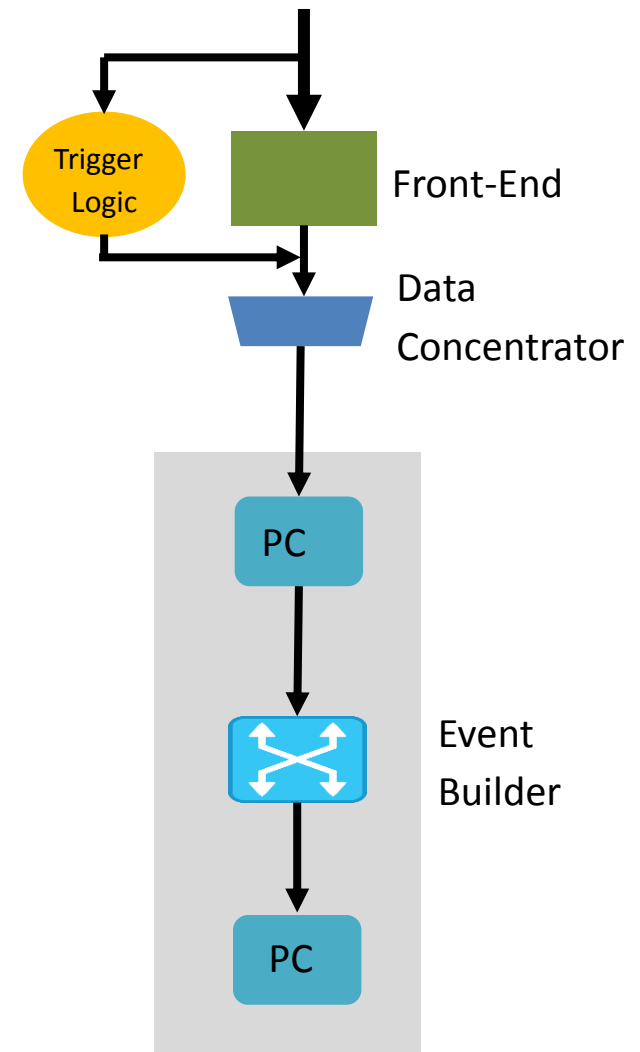 Trigger
Logic
Front-End
Data
Concentrator
PC
Event
Builder
PC